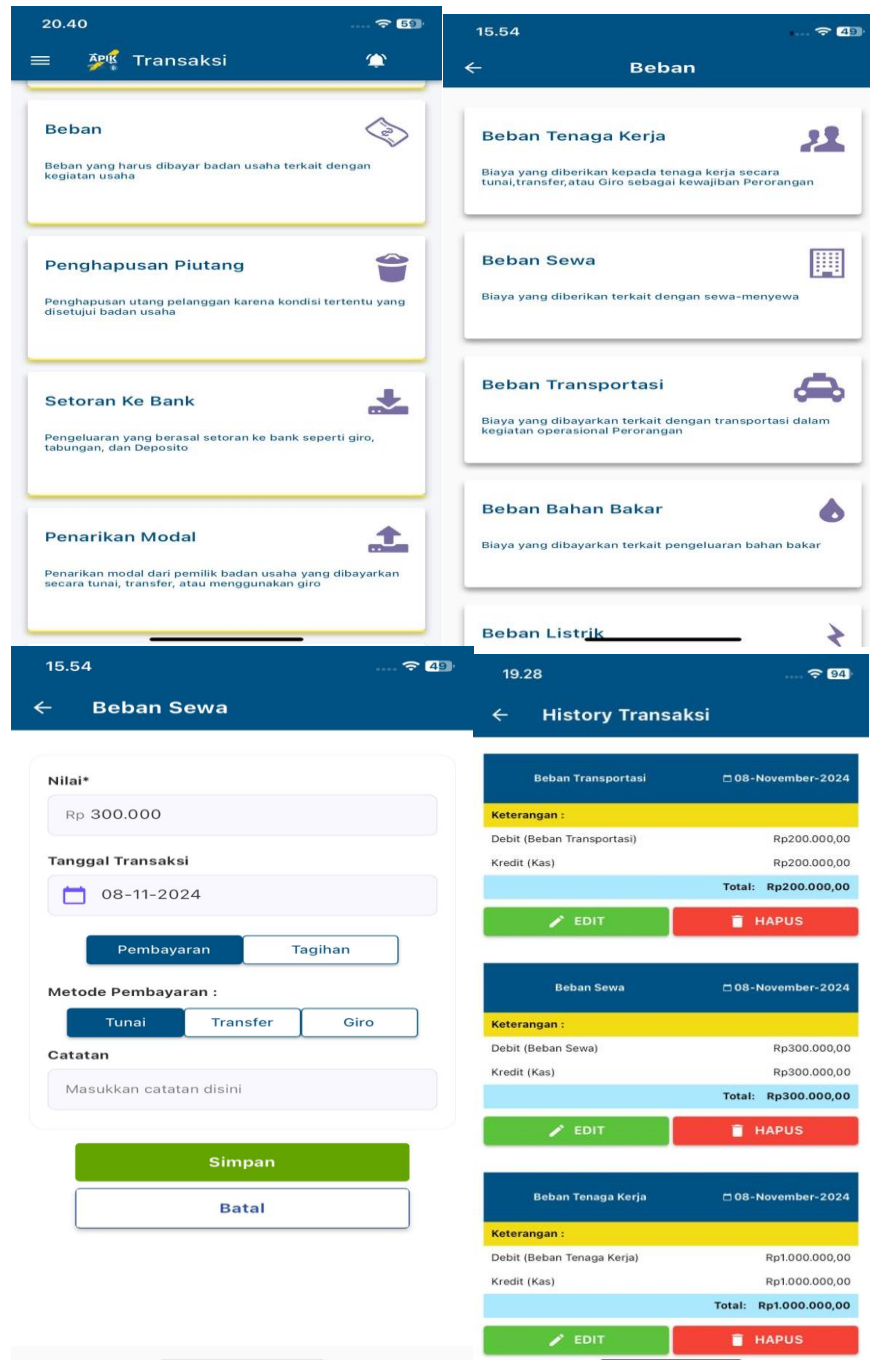 20.40
59
APIK
Transaksi
Beban
Beban yang harus dibayar badan usaha terkait dengan
kegiatan usaha
Penghapusan Piutang
Penghapusan utang pelanggan karena kondisi tertentu yang
disetujui badan usaha
Setoran Ke Bank
Pengeluaran yang berasal setoran ke bank seperti giro,
tabungan, dan Deposito
Penarikan Modal
Penarikan modal dari pemilik badan usaha yang dibayarkan
secara tunai, transfer, atau menggunakan giro
15.54
49
Beban
Beban Tenaga Kerja
Biaya yang diberikan kepada tenaga kerja secara
tunai,transfer,atau Giro sebagai kewajiban Perorangan
Beban Sewa
Biaya yang diberikan terkait dengan sewa-menyewa
Beban Transportasi
Biaya yang dibayarkan terkait dengan transportasi dalam
kegiatan operasional Perorangan
Beban Bahan Bakar
Biaya yang dibayarkan terkait pengeluaran bahan bakar
Beban Listrik
15.54
49
Beban Sewa
Nilai*
Rp 300.000
Tanggal Transaksi
08-11-2024
Pembayaran Tagihan
Metode Pembayaran :
Tunai Transfer Giro
Catatan
Masukkan catatan disini
Simpan
Batal
19.28
94
History Transaksi
Beban Transportasi 08-November-2024
Keterangan :
Debit (Beban Transportasi) Rp200.000,00
Kredit (Kas) Rp200.000,00
Total: Rp200.000,00
EDIT HAPUS
Beban Sewa 08-November-2024
Keterangan :
Debit (Beban Sewa) Rp300.000,00
Kredit (Kas) Rp300.000,00
Total: Rp300.000,00
EDIT HAPUS
Beban Tenaga Kerja 08-November-2024
Keterangan :
Debit (Beban Tenaga Kerja) Rp1.000.000,00
Kredit (Kas) Rp1.000.000,00
Total: Rp1.000.000,00
EDIT HAPUS